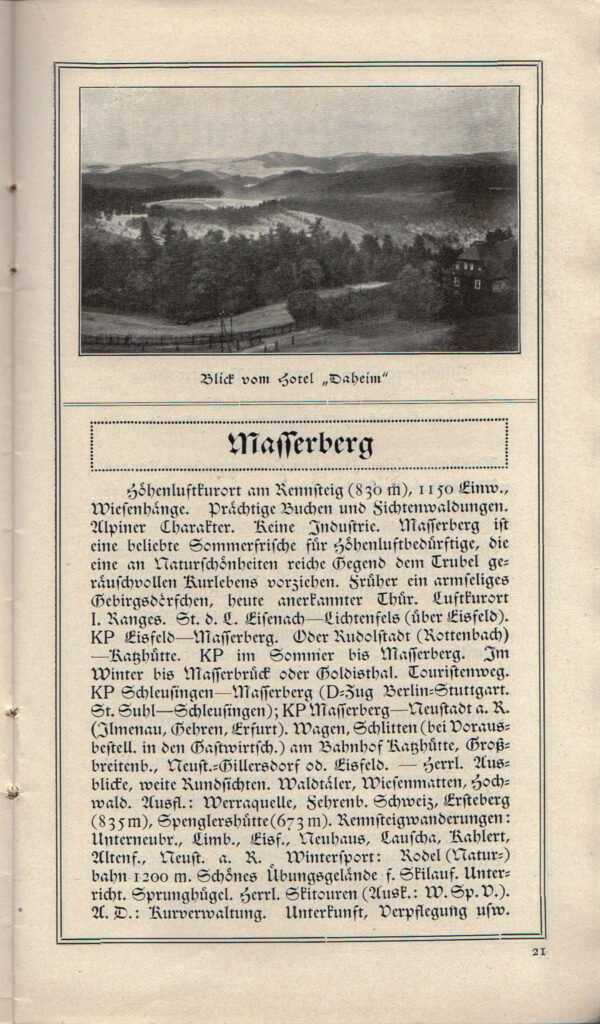 Blick vom Hotel „Daheim“
Masserberg
Höhenluftkurort am Rennsteig (830 m), 1150 Einw.,
Wiesenhänge. Prächtige Buchen und Fichtenwaldungen.
Alpiner Charakter. Keine Industrie. Masserberg ist
eine beliebte Sommerfrische für Höhenluftbedürftige, die
eine an Naturschönheiten reiche Gegend dem Trubel ge-
räuschvollen Kurlebens vorziehen. Früher ein armseliges
Gebirgsdörfchen, heute anerkannter Thür. Luftkurort
I. Ranges. St. d. L. Eisenach—Lichtenfels (über Eisfeld).
KP Eisfeld—Masserberg. Oder Rudolstadt (Rottenbach)
—Katzhütte. KP im Sommer bis Masserberg. Im
Winter bis Masserbrück oder Goldisthal. Touristenweg.
KP Schleusingen—Masserberg (D-Zug Berlin-Stuttgart.
St. Suhl—Schleusingen); KP Masserberg—Neustadt a. R.
(Ilmenau, Gehren, Erfurt). Wagen, Schlitten (bei Voraus-
bestell. in den Gastwirtsch.) am Bahnhof Katzhütte, Groß-
breitenb., Neust.-Gillersdorf od. Eisfeld. — Herrl. Aus-
blicke, weite Rundsichten. Waldtäler, Wiesenmatten, Hoch-
wald. Ausfl.: Werraquelle, Fehrenb. Schweiz, Ersteberg
(835 m), Spenglershütte (673 m). Rennsteigwanderungen:
Unterneubr., Limb., Eisf., Neuhaus, Lauscha, Kahlert,
Altenf., Neust. a. R. Wintersport: Rodel (Natur-)
bahn 1200 m. Schönes Übungsgelände f. Skilauf. Unter-
richt. Sprunghügel. Herrl. Skitouren (Ausk.: W. Sp. V.).
A. D.: Kurverwaltung. Unterkunft, Verpflegung usw.
21